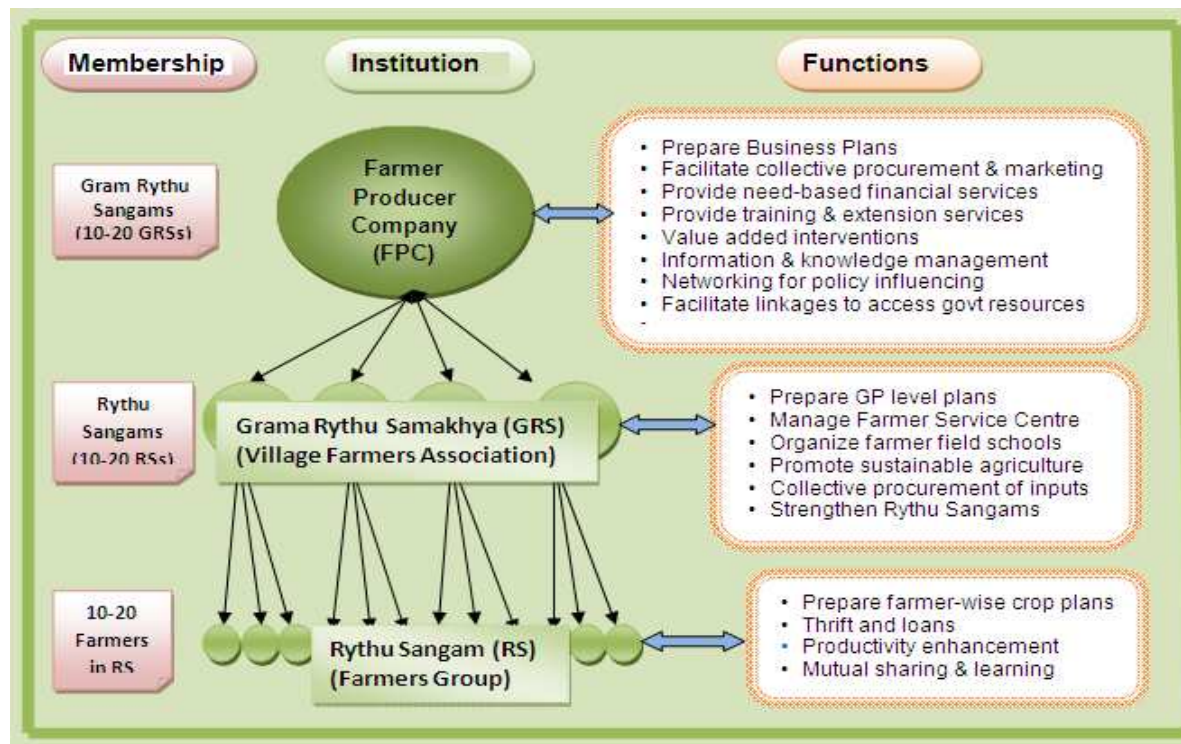 Membership
Institution
Functions
Gram Rythu
Sangams
(10-20 GRSs)
Farmer
Producer
Company
(FPC)
• Prepare Business Plans
• Facilitate collective procurement & marketing
• Provide need-based financial services
• Provide training & extension services
• Value added interventions
• Information & knowledge management
• Networking for policy influencing
• Facilitate linkages to access govt resources
Rythu
Sangams
(10-20 RSs)
Grama Rythu Samakhya (GRS)
(Village Farmers Association)
• Prepare GP level plans
• Manage Farmer Service Centre
• Organize farmer field schools
• Promote sustainable agriculture
• Collective procurement of inputs
• Strengthen Rythu Sangams
10-20
Farmers
in RS
Rythu Sangam (RS)
(Farmers Group)
• Prepare farmer-wise crop plans
• Thrift and loans
• Productivity enhancement
• Mutual sharing & learning